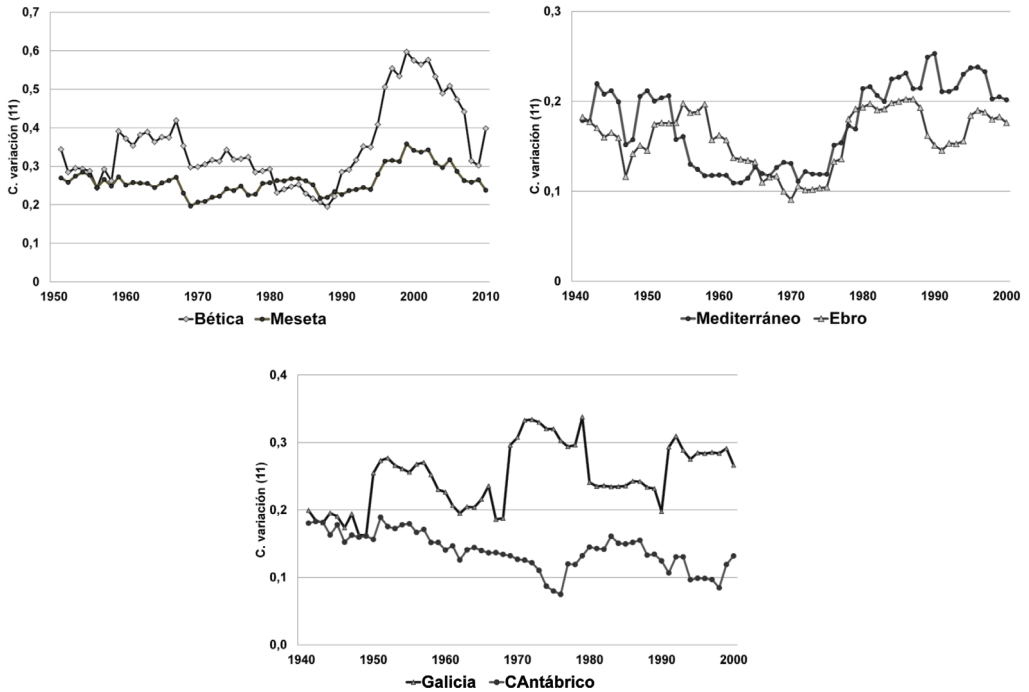 0,7
0,6
0,5
0,4
0,3
0,2
0,1
0
C. variación (11)
1950 1960 1970 1980 1990 2000 2010
Bética Meseta
0,3
0,2
0,1
0
C. variación (11)
1940 1950 1960 1970 1980 1990 2000
Mediterráneo Ebro
0,4
0,3
0,2
0,1
0,0
C. variación (11)
1940 1950 1960 1970 1980 1990 2000
Galicia CAntábrico